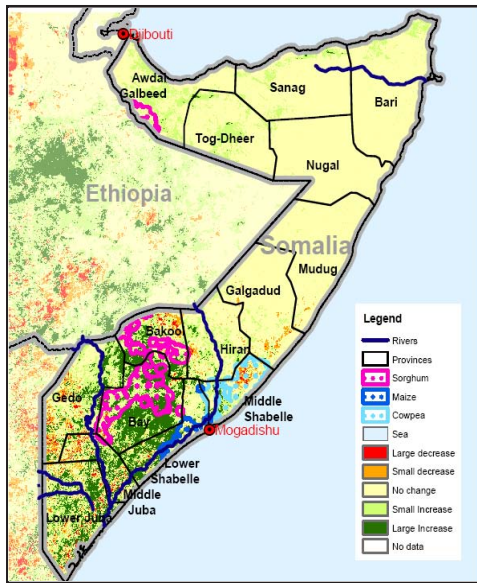 Djibouti
Awdal
Galbeed
Sanag
Bari
Tog-Dheer
Nugal
Ethiopia
Somalia
Mudug
Galgadud
Bakool
Hiran
Gedo
Middle
Shabelle
Bay
Mogadishu
Lower
Shabelle
Middle
Juba
Lower Juba
Legend
Rivers
Provinces
Sorghum
Maize
Cowpea
Sea
Large decrease
Small decrease
No change
Small Increase
Large Increase
No data